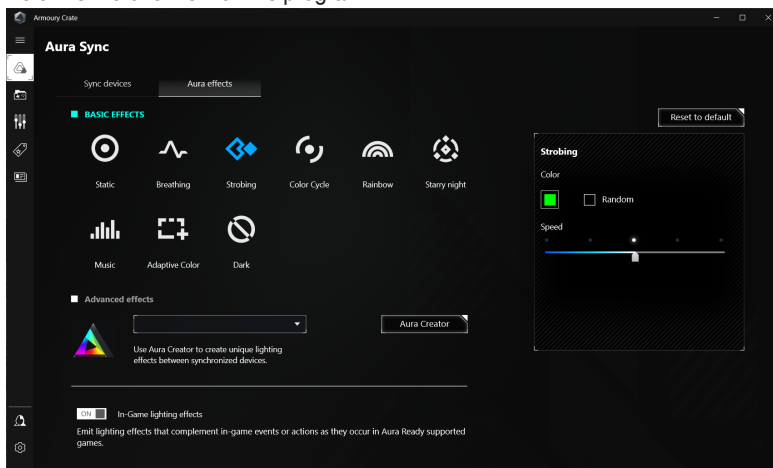 Armoury Crate
Aura Sync
Sync devices
Aura effects
BASIC EFFECTS
Reset to default
Static
Breathing
Strobing
Color Cycle
Rainbow
Starry night
Music
Adaptive Color
Dark
Strobing
Color
Random
Speed
Advanced effects
Aura Creator
Use Aura Creator to create unique lighting
effects between synchronized devices.
ON
In-Game lighting effects
Emit lighting effects that complement in-game events or actions as they occur in Aura Ready supported
games.